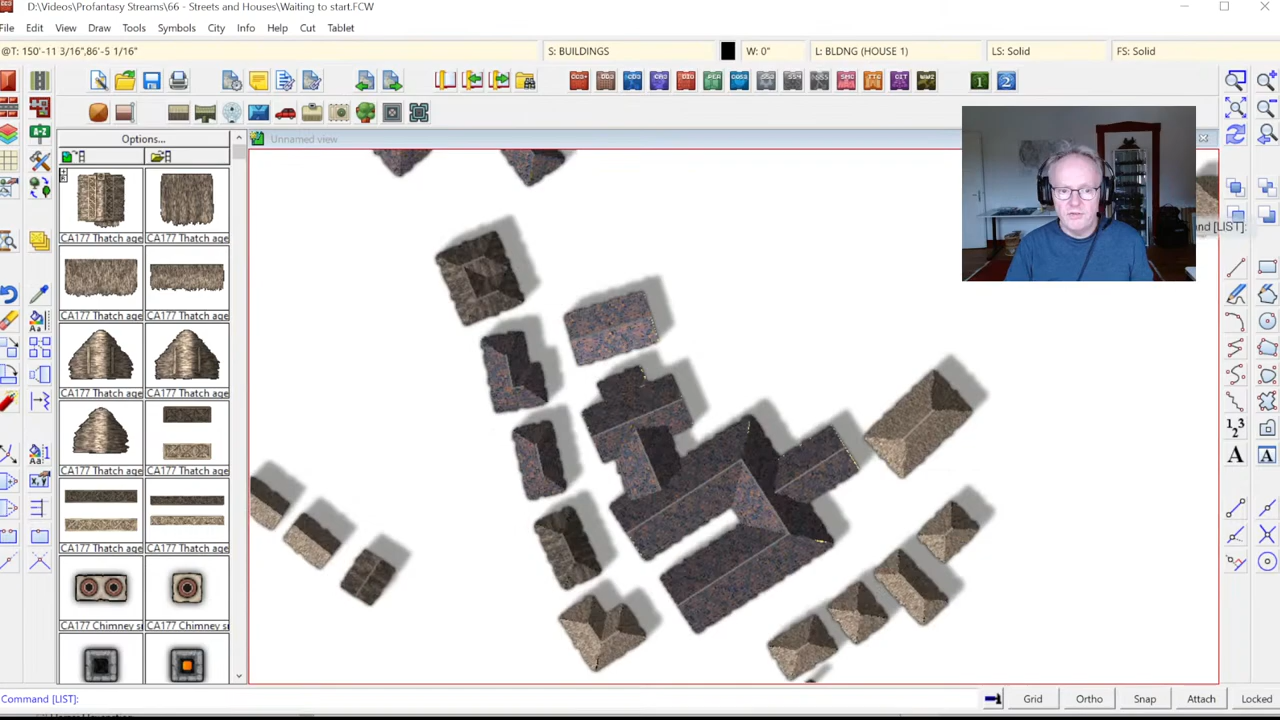 D:\Videos\Profantasy Streams\66 - Streets and Houses\Waiting to start.FCW
File Edit View Draw Tools Symbols City Info Help Cut Tablet
@T: 150'-11 3/16",86'-5 1/16" S: BUILDINGS W: 0" L: BLDNG (HOUSE 1) LS: Solid FS: Solid
Options...
Unnamed view
CA177 Thatch age CA177 Thatch age
CA177 Thatch age CA177 Thatch age
CA177 Thatch age CA177 Thatch age
CA177 Thatch age CA177 Thatch age
CA177 Thatch age CA177 Thatch age
CA177 Chimney s CA177 Chimney s
nd [LIST]:
Command [LIST]: Grid Ortho Snap Attach Locked